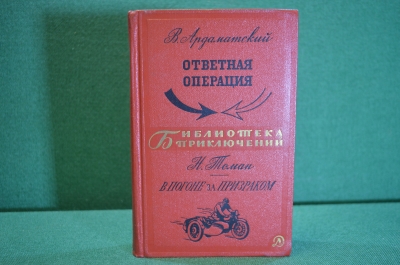 В. Ардаматский
ОТВЕТНАЯ
ОПЕРАЦИЯ
БИБЛИОТЕКА
ПРИКЛЮЧЕНИЙ
Н. Томан
В ПОГОНЕ ЗА ПРИЗРАКОМ